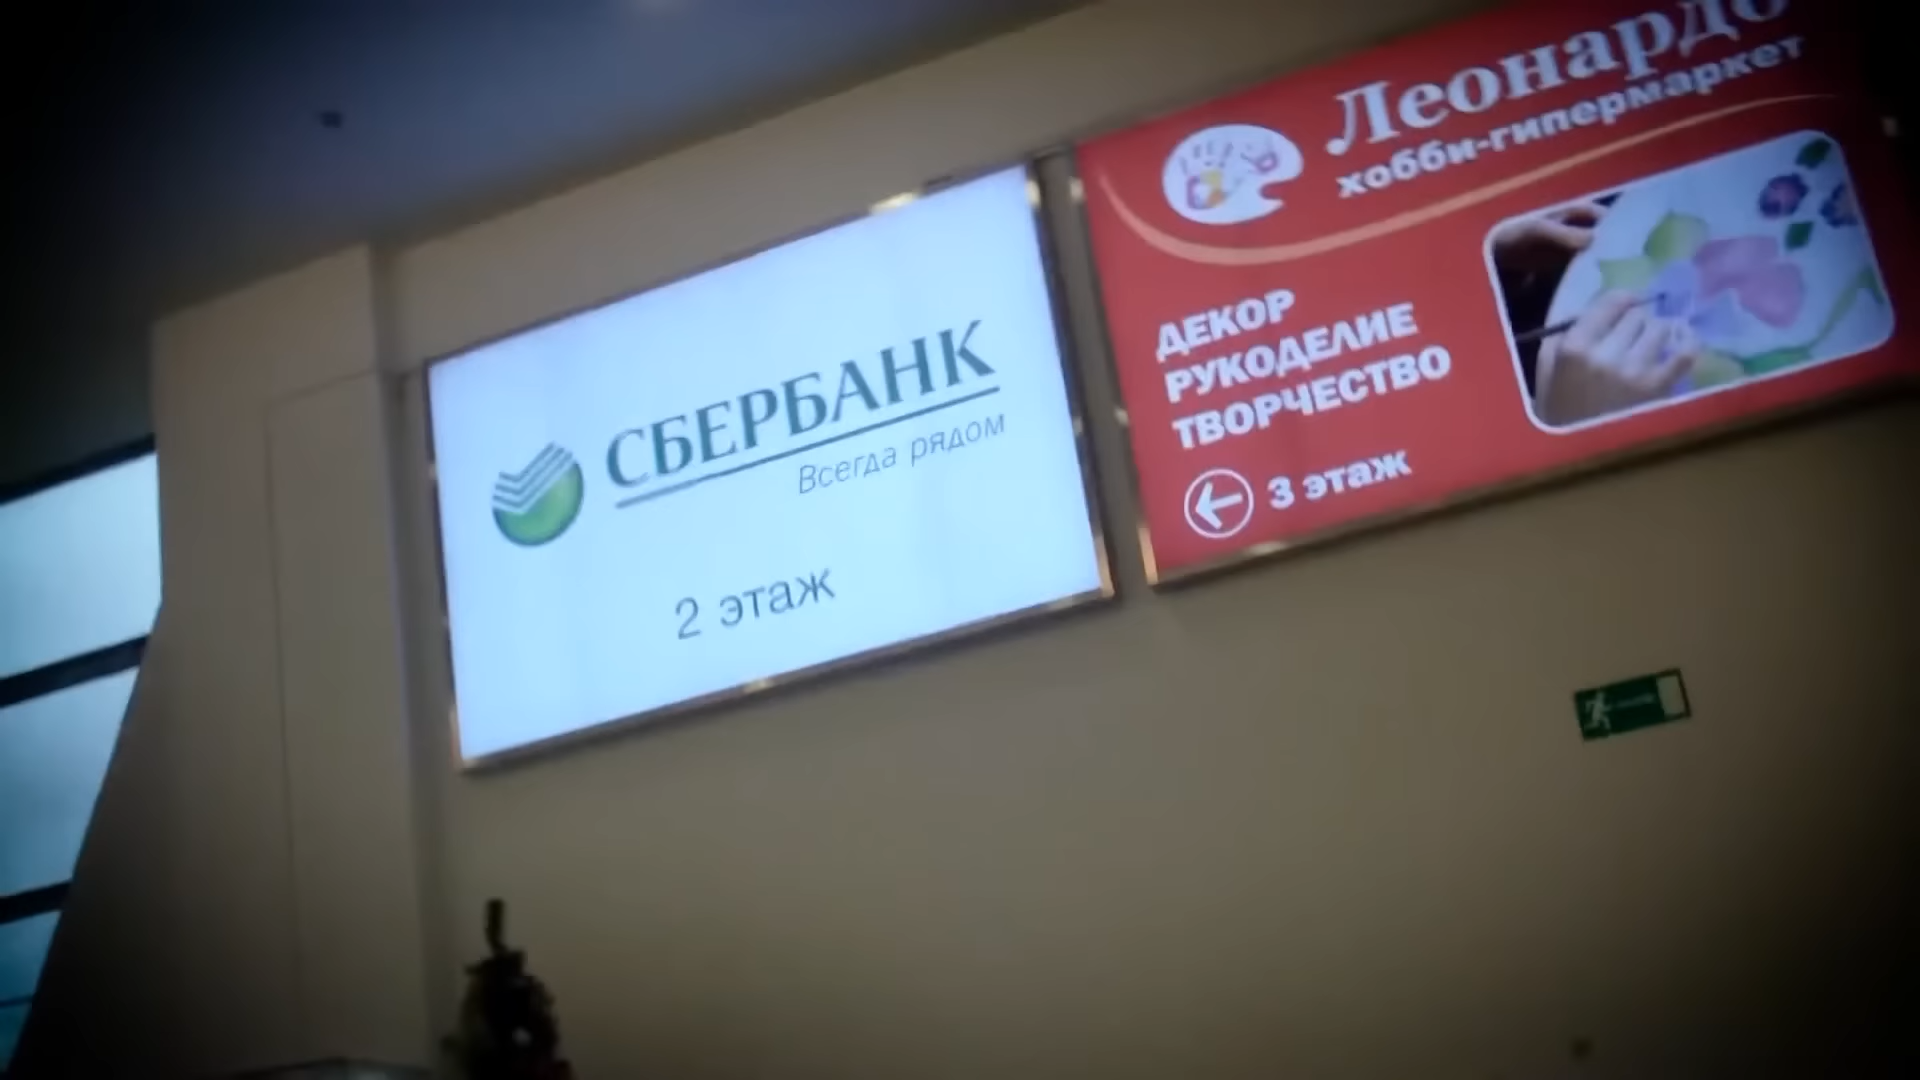 СБЕРБАНК
Всегда рядом
2 этаж
Леонардо
хобби-гипермаркет
ДЕКОР
РУКОДЕЛИЕ
ТВОРЧЕСТВО
3 этаж